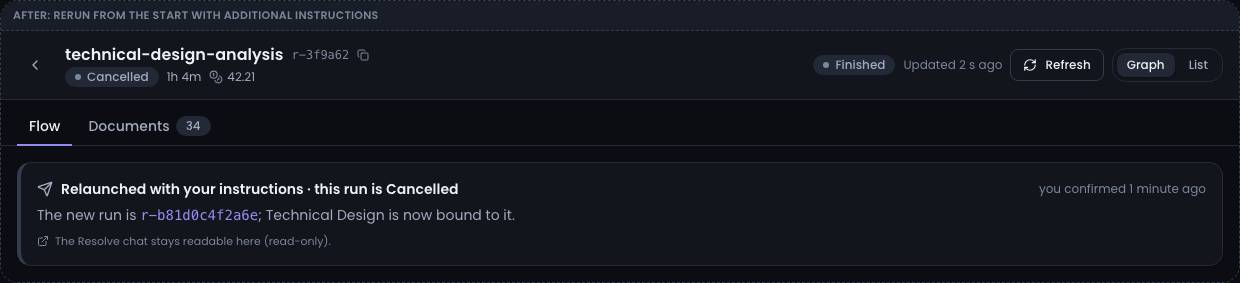 AFTER: RERUN FROM THE START WITH ADDITIONAL INSTRUCTIONS
technical-design-analysis r-3f9a62
Cancelled 1h 4m 42.21
Finished Updated 2 s ago Refresh Graph List
Flow Documents 34
Relaunched with your instructions · this run is Cancelled you confirmed 1 minute ago
The new run is r-b81d0c4f2a6e; Technical Design is now bound to it.
The Resolve chat stays readable here (read-only).